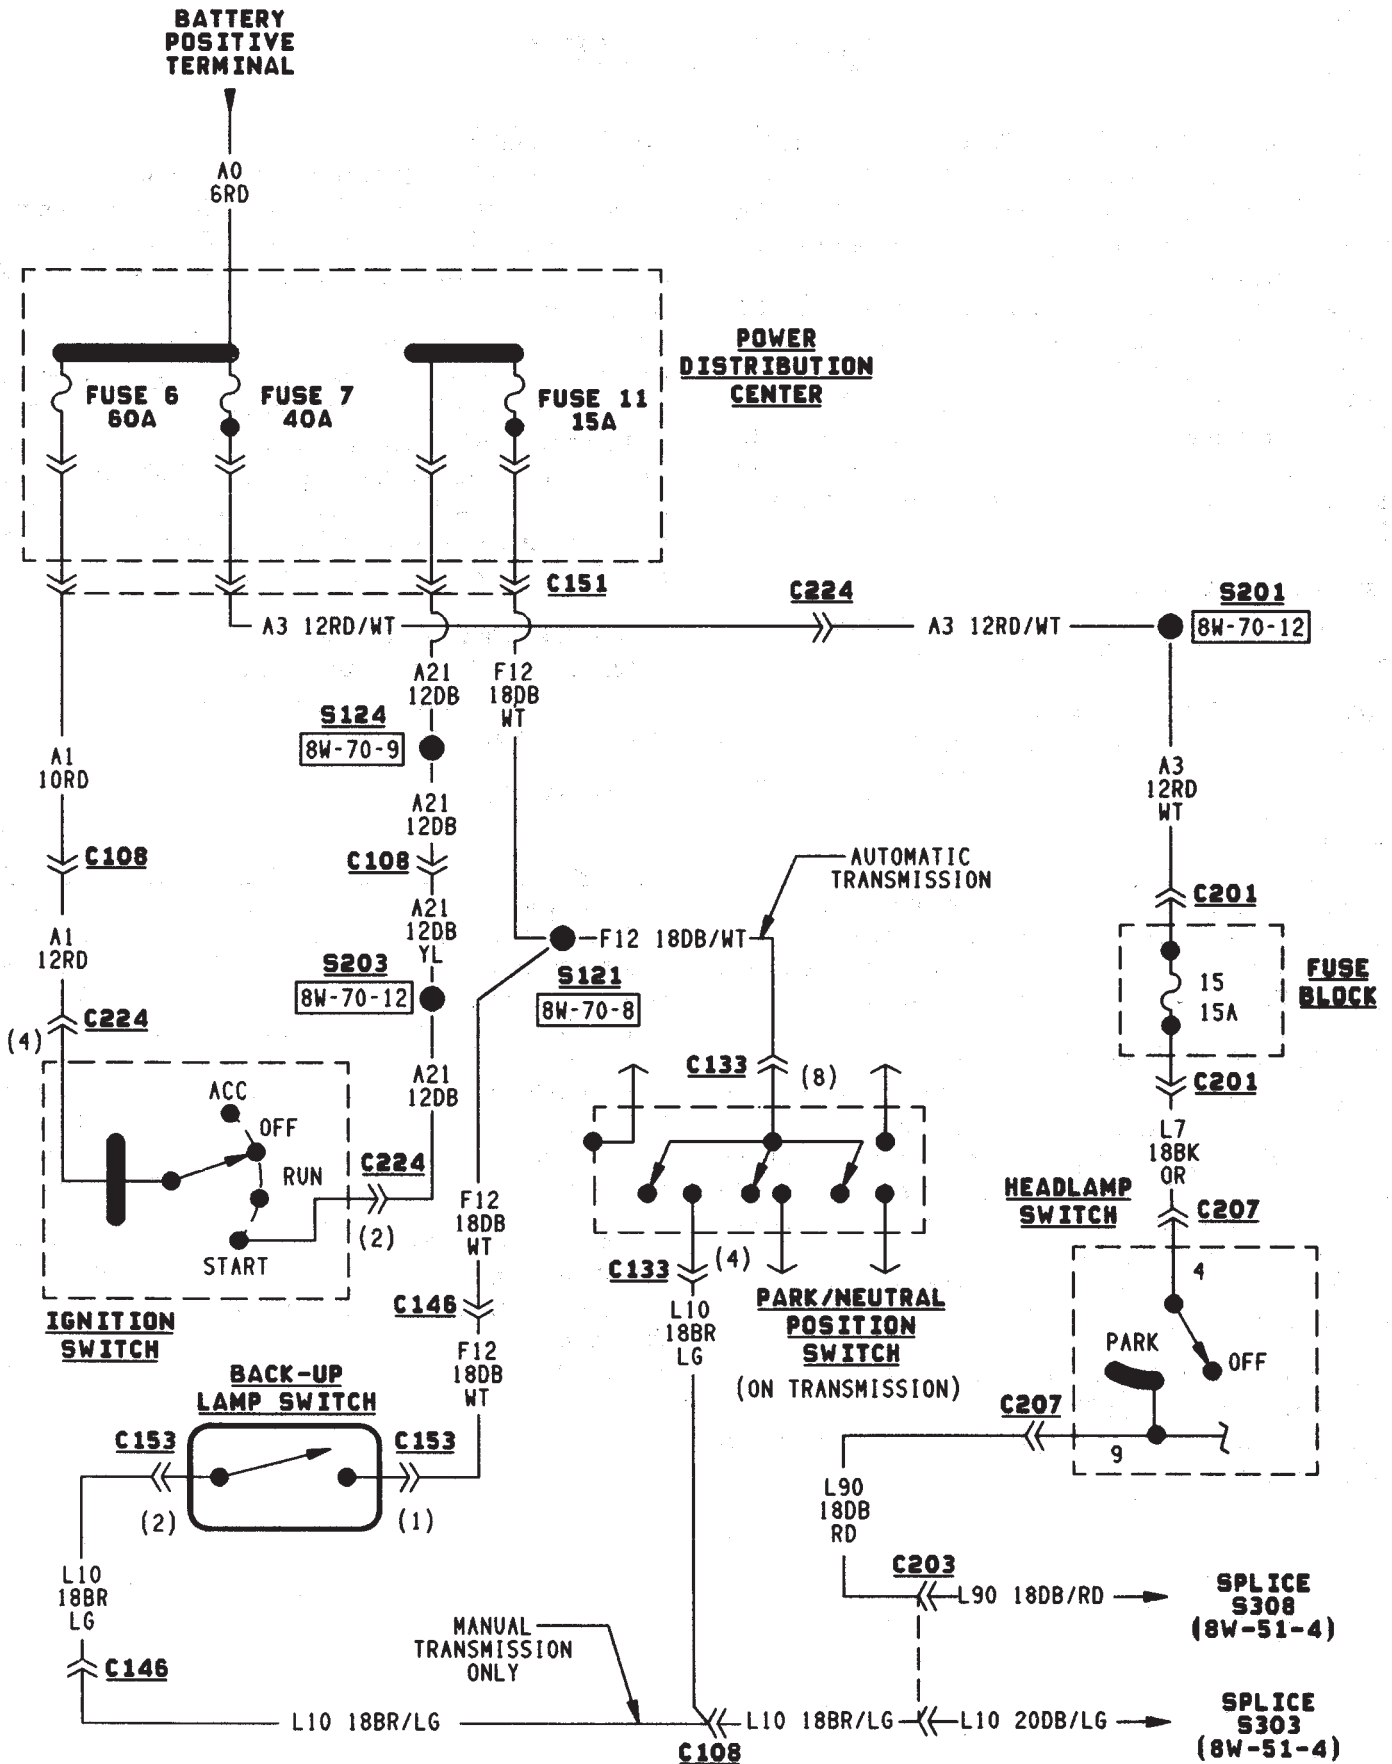 BATTERY
POSITIVE
TERMINAL
A0
6RD
POWER
DISTRIBUTION
CENTER
FUSE 6
60A
FUSE 7
40A
FUSE 11
15A
C151
C224
S201
8W-70-12
A3 12RD/WT
A3 12RD/WT
A21
12DB
F12
18DB
WT
S124
8W-70-9
A1
10RD
A3
12RD
WT
A21
12DB
C108
C108
AUTOMATIC
TRANSMISSION
C201
A21
12DB
YL
A1
12RD
F12 18DB/WT
S203
8W-70-12
S121
8W-70-8
FUSE
BLOCK
15
15A
C224
(4)
C133
(8)
C201
A21
12DB
ACC
OFF
RUN
START
C224
(2)
L7
18BK
OR
F12
18DB
WT
HEADLAMP
SWITCH
C207
C133
(4)
4
IGNITION
SWITCH
C146
L10
18BR
LG
PARK/NEUTRAL
POSITION
SWITCH
(ON TRANSMISSION)
PARK
OFF
F12
18DB
WT
BACK-UP
LAMP SWITCH
C207
9
C153
C153
(2)
(1)
L90
18DB
RD
L10
18BR
LG
C203
L90 18DB/RD
SPLICE
S308
(8W-51-4)
MANUAL
TRANSMISSION
ONLY
C146
L10 18BR/LG
C108
L10 18BR/LG
L10 20DB/LG
SPLICE
S303
(8W-51-4)